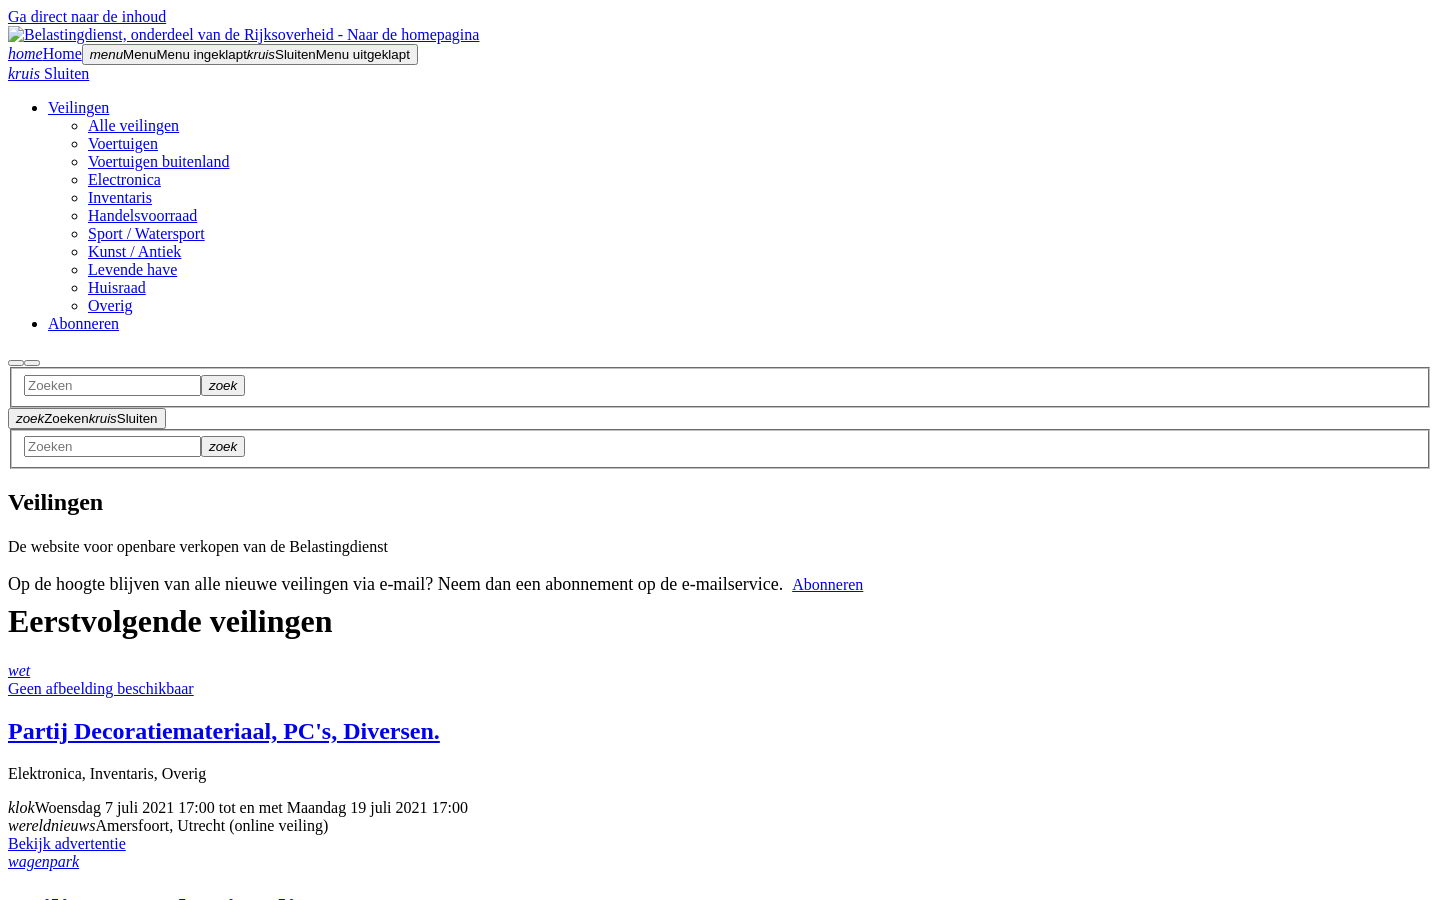 Ga direct naar de inhoud
Belastingdienst, onderdeel van de Rijksoverheid - Naar de homepagina
homeHomemenuMenuMenu ingeklaptkruisSluitenMenu uitgeklapt
kruis Sluiten
Veilingen
Alle veilingen
Voertuigen
Voertuigen buitenland
Electronica
Inventaris
Handelsvoorraad
Sport / Watersport
Kunst / Antiek
Levende have
Huisraad
Overig
Abonneren
Zoeken zoek
zoekZoekenkruisSluiten
Zoeken zoek
Veilingen
De website voor openbare verkopen van de Belastingdienst
Op de hoogte blijven van alle nieuwe veilingen via e-mail? Neem dan een abonnement op de e-mailservice. Abonneren
Eerstvolgende veilingen
wet
Geen afbeelding beschikbaar
Partij Decoratiemateriaal, PC's, Diversen.
Elektronica, Inventaris, Overig
klokWoensdag 7 juli 2021 17:00 tot en met Maandag 19 juli 2021 17:00
wereldnieuwsAmersfoort, Utrecht (online veiling)
Bekijk advertentie
wagenpark